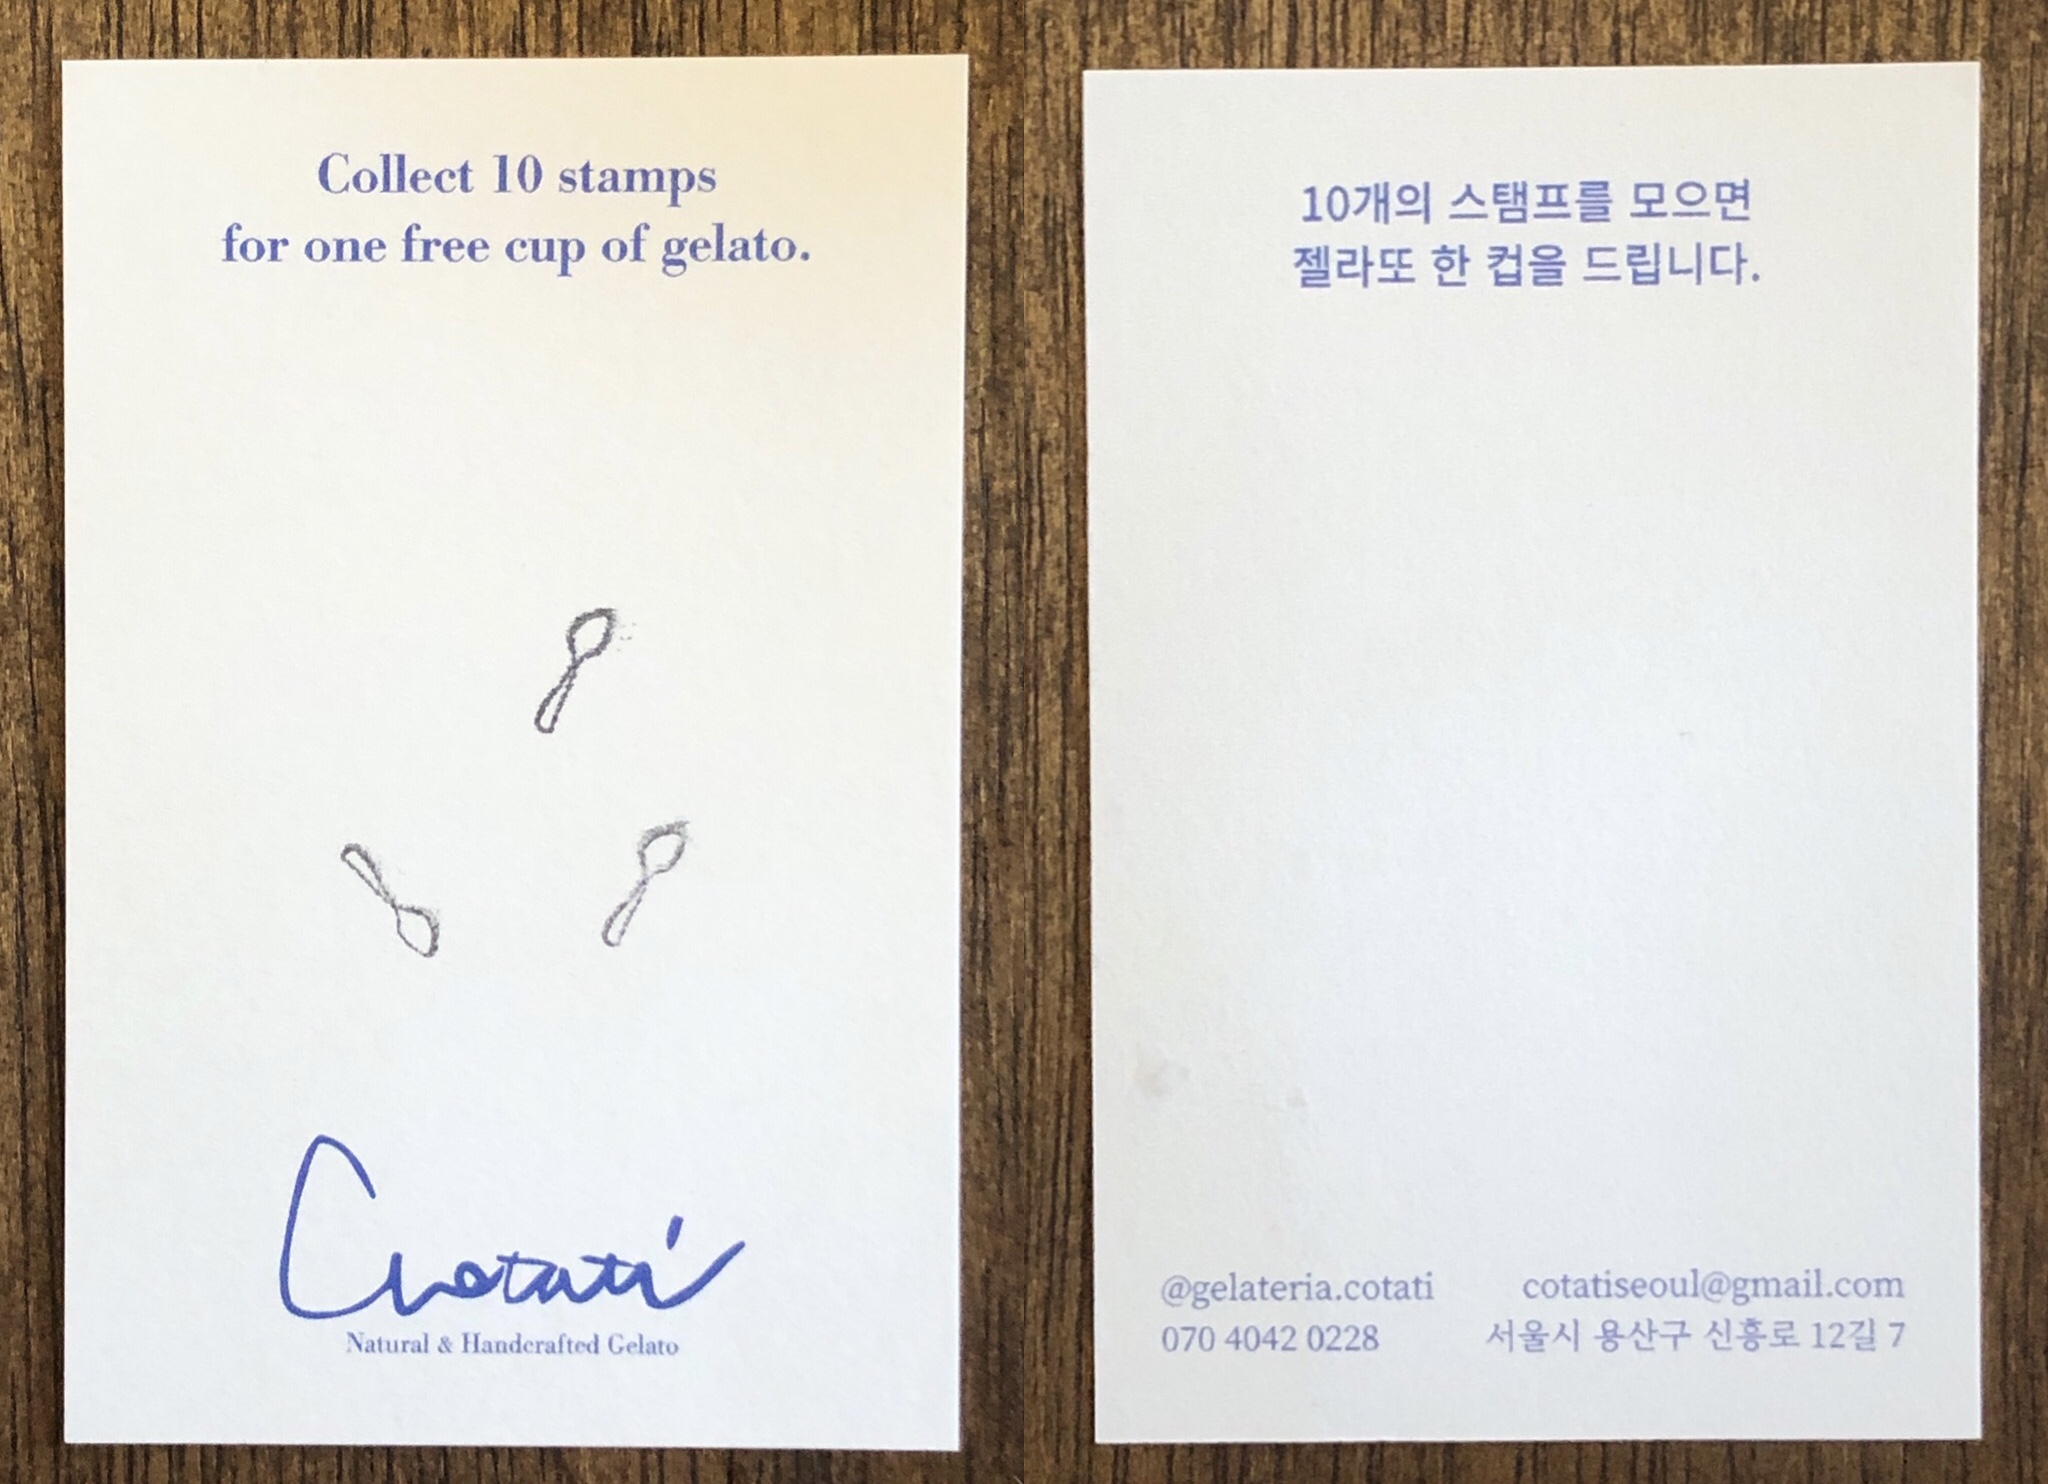 Collect 10 stamps
for one free cup of gelato.
Cotati
Natural & Handcrafted Gelato
10개의 스탬프를 모으면
젤라또 한 컵을 드립니다.
@gelateria.cotati cotatiseoul@gmail.com
070 4042 0228 서울시 용산구 신흥로 12길 7